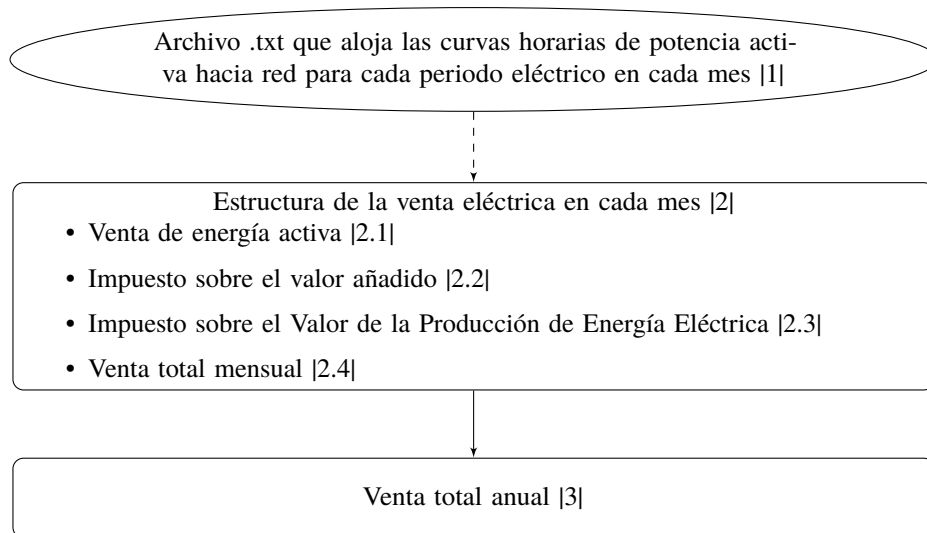 Archivo .txt que aloja las curvas horarias de potencia acti-
va hacia red para cada periodo eléctrico en cada mes |1|
Estructura de la venta eléctrica en cada mes |2|
• Venta de energía activa |2.1|
• Impuesto sobre el valor añadido |2.2|
• Impuesto sobre el Valor de la Producción de Energía Eléctrica |2.3|
• Venta total mensual |2.4|
Venta total anual |3|